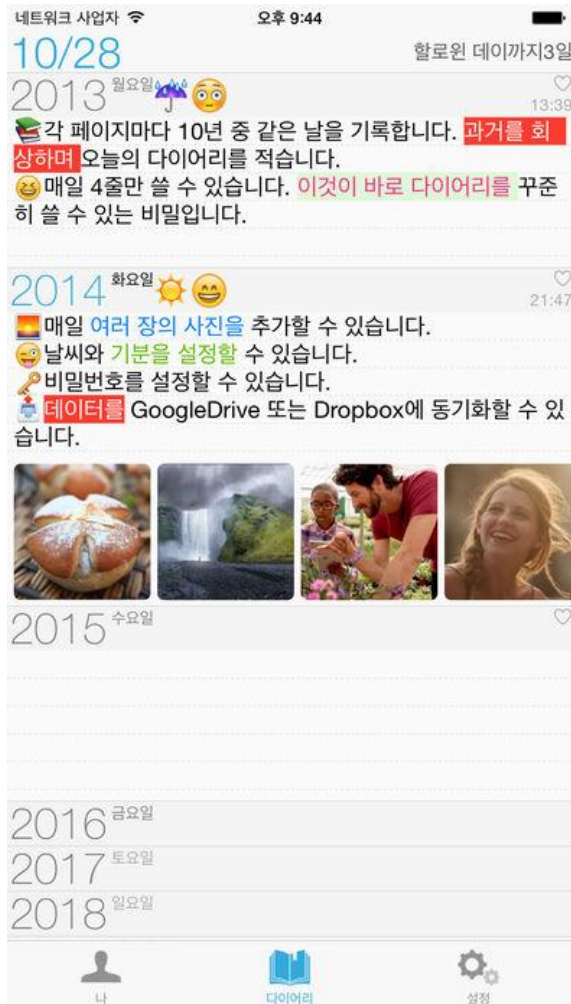 네트워크 사업자 오후 9:44
10/28 할로윈 데이까지3일
2013 월요일
13:39
각 페이지마다 10년 중 같은 날을 기록합니다. 과거를 회
상하며 오늘의 다이어리를 적습니다.
매일 4줄만 쓸 수 있습니다. 이것이 바로 다이어리를 꾸준
히 쓸 수 있는 비밀입니다.
2014 화요일
21:47
매일 여러 장의 사진을 추가할 수 있습니다.
날씨와 기분을 설정할 수 있습니다.
비밀번호를 설정할 수 있습니다.
데이터를 GoogleDrive 또는 Dropbox에 동기화할 수 있
습니다.
2015 수요일
2016 금요일
2017 토요일
2018 일요일
나 다이어리 설정